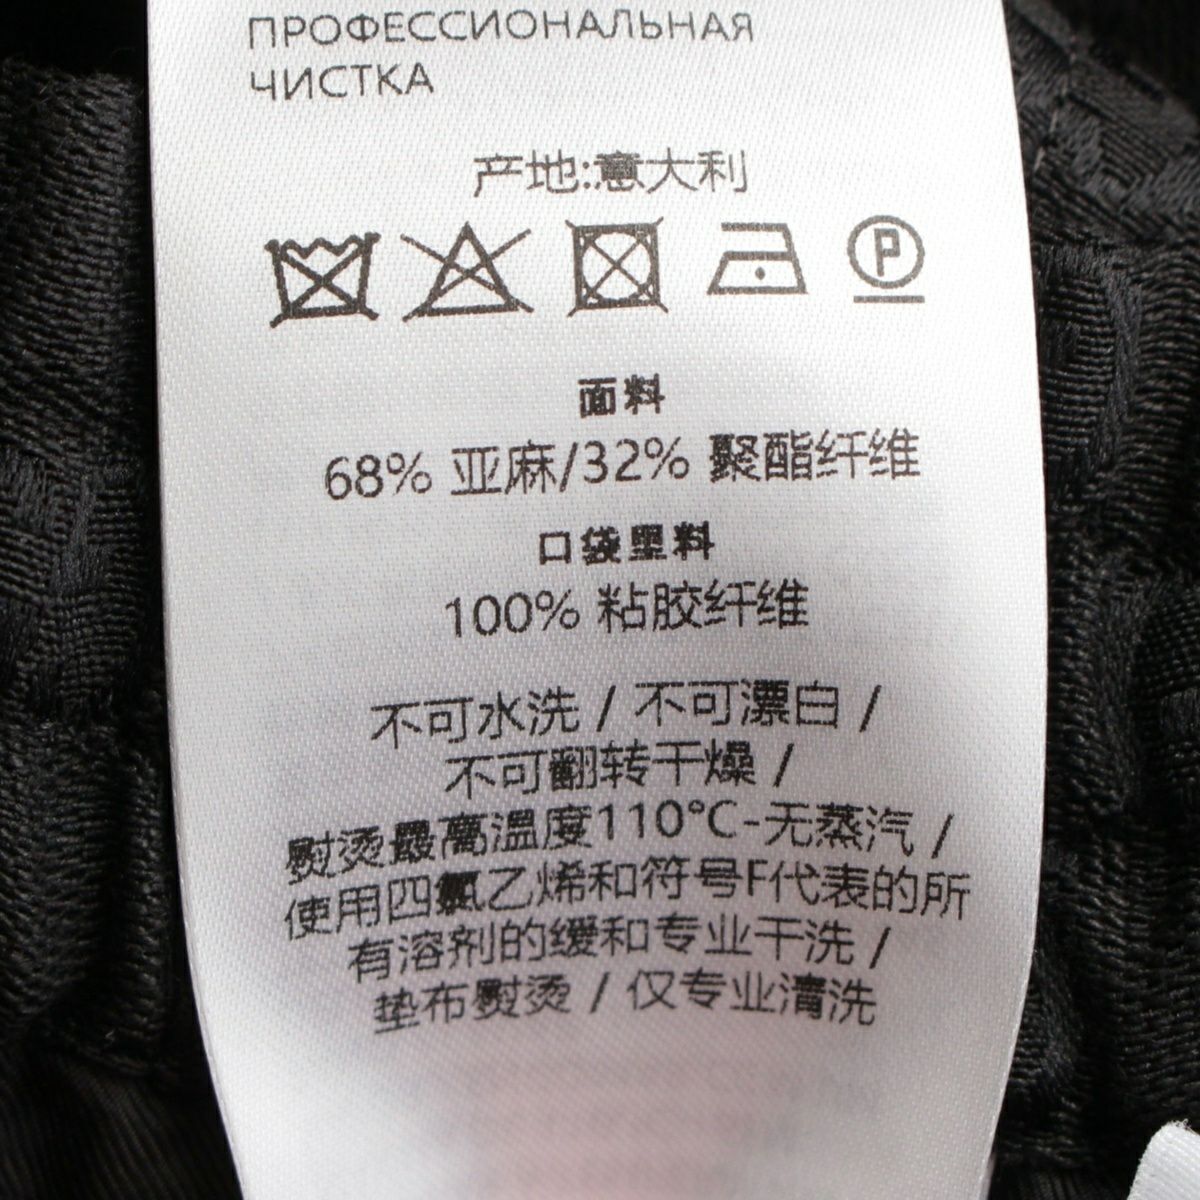 ПРОФЕССИОНАЛЬНАЯ
ЧИСТКА
产地:意大利
P
面料
68% 亚麻/32% 聚酯纤维
口袋里料
100% 粘胶纤维
不可水洗 / 不可漂白 /
不可翻转干燥 /
熨烫最高温度110°C-无蒸汽 /
使用四氯乙烯和符号F代表的所
有溶剂的缓和专业干洗 /
垫布熨烫 / 仅专业清洗